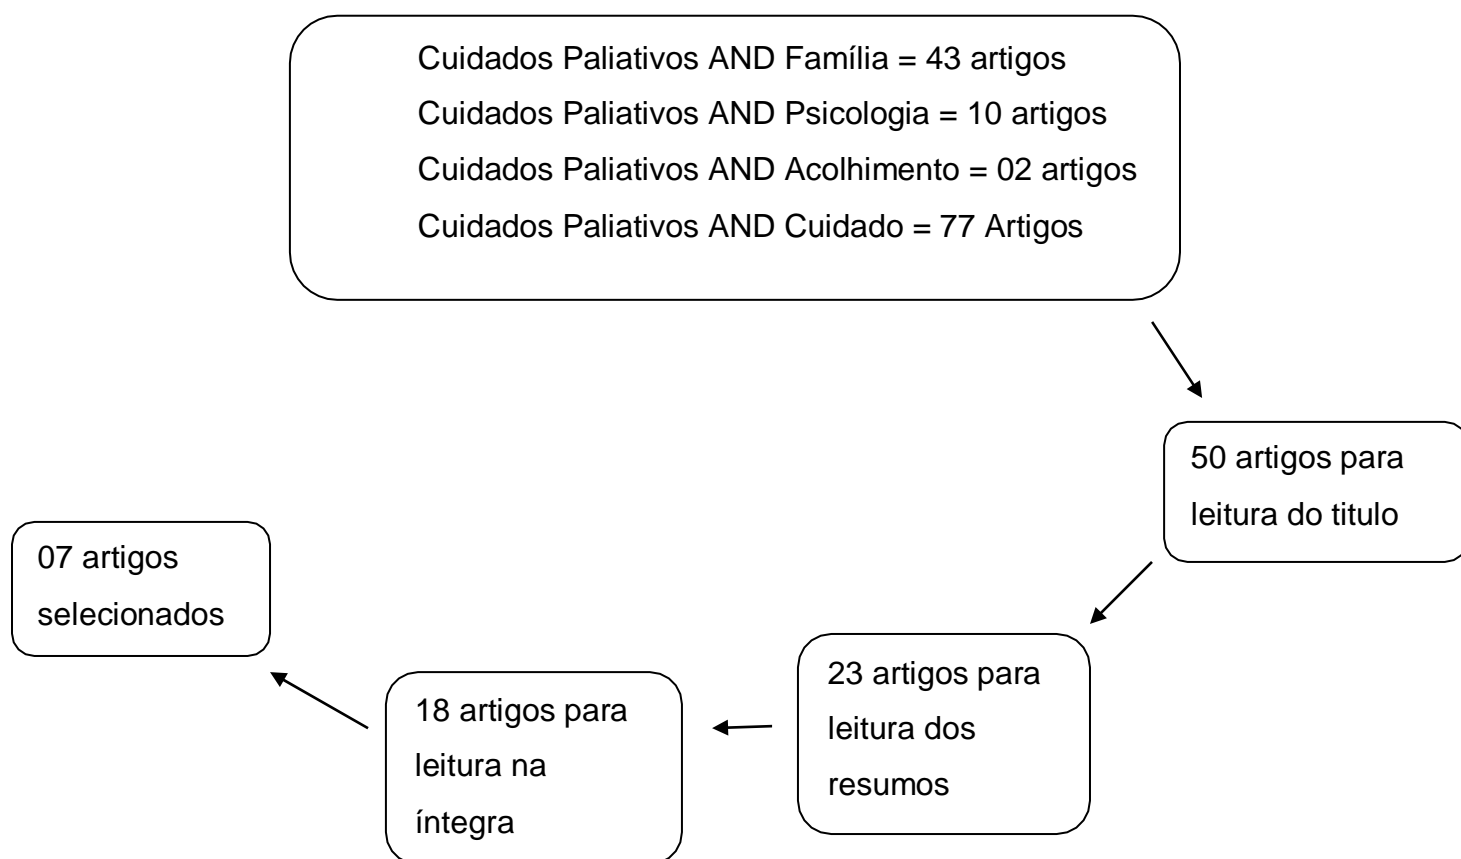 Cuidados Paliativos AND Família = 43 artigos
Cuidados Paliativos AND Psicologia = 10 artigos
Cuidados Paliativos AND Acolhimento = 02 artigos
Cuidados Paliativos AND Cuidado = 77 Artigos
50 artigos para
leitura do titulo
23 artigos para
leitura dos
resumos
18 artigos para
leitura na
íntegra
07 artigos
selecionados